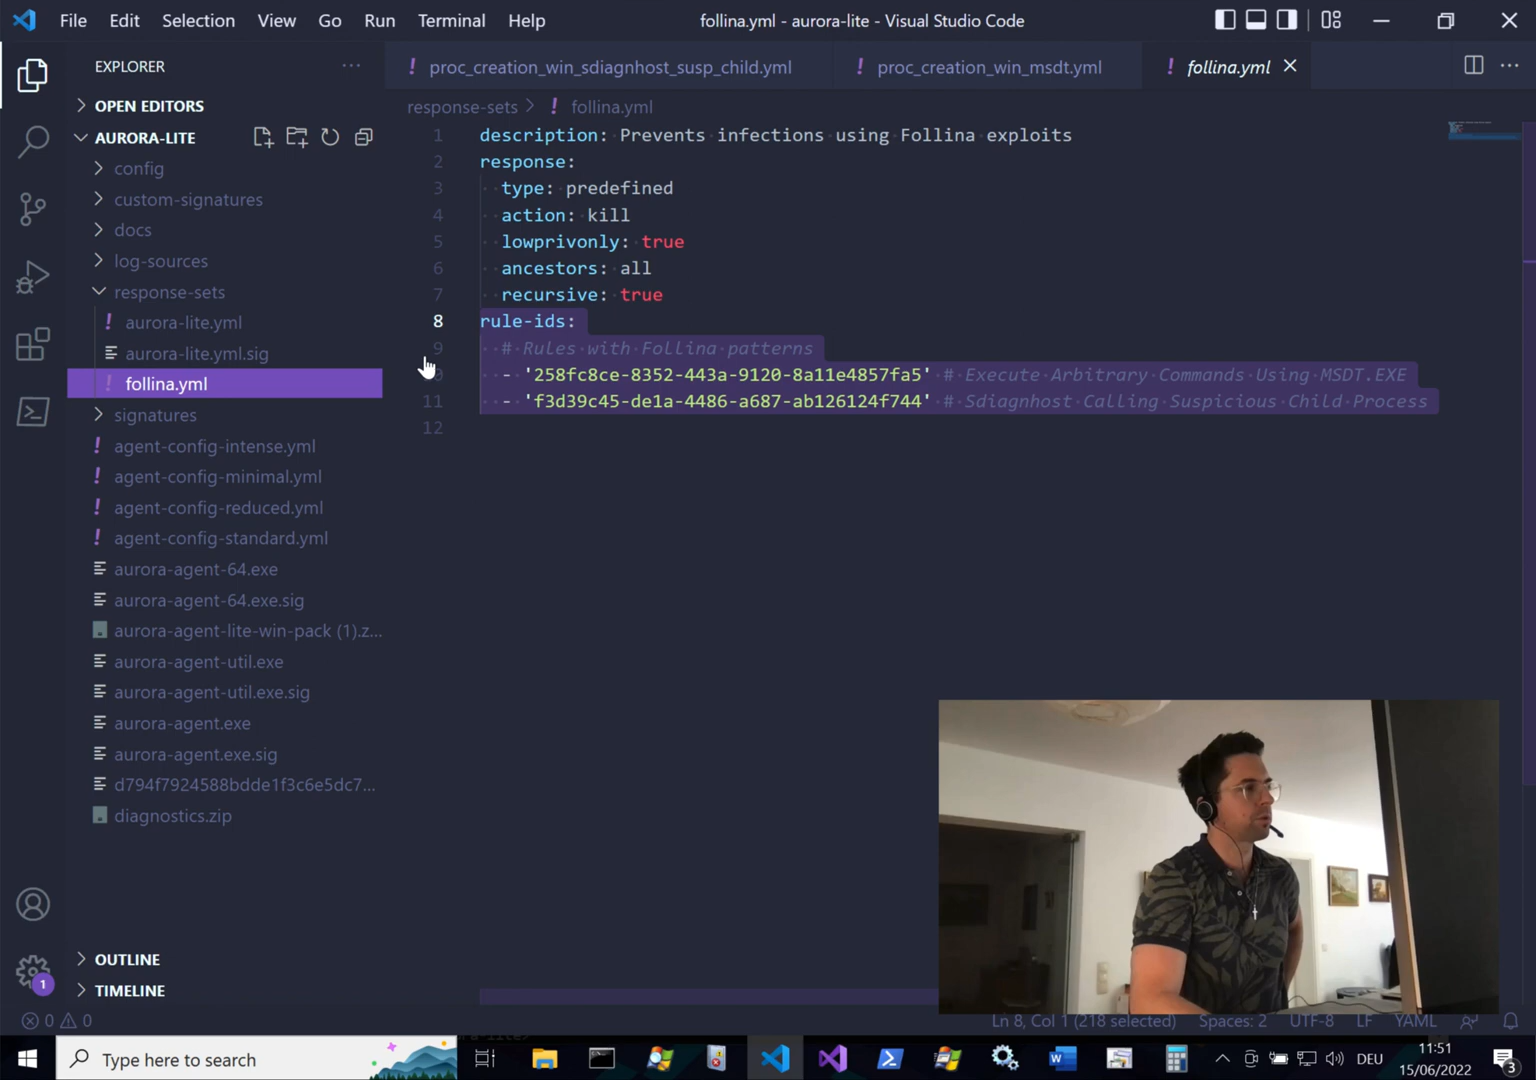 File Edit Selection View Go Run Terminal Help
follina.yml - aurora-lite - Visual Studio Code
EXPLORER
OPEN EDITORS
AURORA-LITE
config
custom-signatures
docs
log-sources
response-sets
aurora-lite.yml
aurora-lite.yml.sig
follina.yml
signatures
agent-config-intense.yml
agent-config-minimal.yml
agent-config-reduced.yml
agent-config-standard.yml
aurora-agent-64.exe
aurora-agent-64.exe.sig
aurora-agent-lite-win-pack (1).z...
aurora-agent-util.exe
aurora-agent-util.exe.sig
aurora-agent.exe
aurora-agent.exe.sig
d794f7924588bdde1f3c6e5dc7...
diagnostics.zip
OUTLINE
TIMELINE
1
proc_creation_win_sdiagnhost_susp_child.yml
proc_creation_win_msdt.yml
follina.yml
response-sets > follina.yml
1 description: Prevents infections using Follina exploits
2 response:
3 type: predefined
4 action: kill
5 lowprivonly: true
6 ancestors: all
7 recursive: true
8 rule-ids:
9 # Rules with Follina patterns
- '258fc8ce-8352-443a-9120-8a11e4857fa5' # Execute Arbitrary Commands Using MSDT.EXE
11 - 'f3d39c45-de1a-4486-a687-ab126124f744' # Sdiagnhost Calling Suspicious Child Process
12
0 0
Ln 8, Col 1 (218 selected) Spaces: 2 UTF-8 LF YAML
Type here to search
DEU
11:51
15/06/2022
3